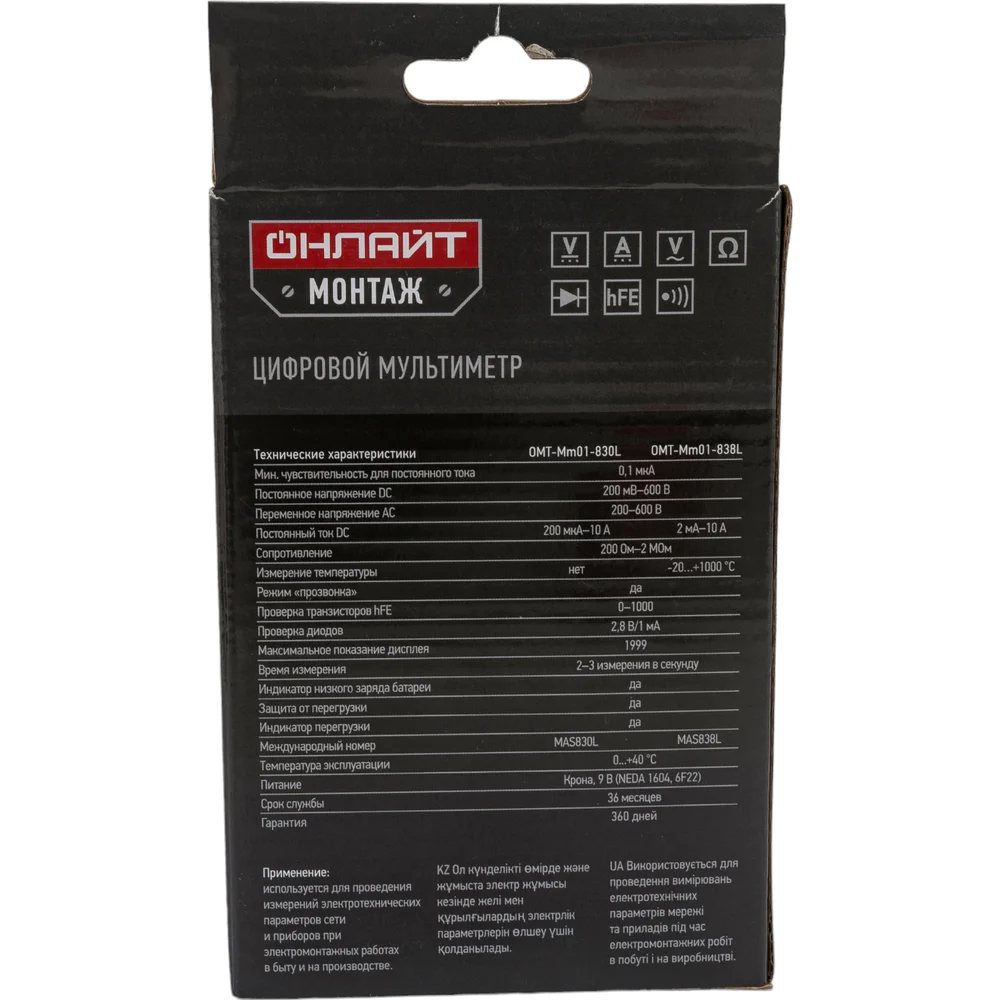 ОНЛАЙТ
МОНТАЖ
V A V Ω
hFE
ЦИФРОВОЙ МУЛЬТИМЕТР
Технические характеристики OMT-Mm01-830L OMT-Mm01-838L
Мин. чувствительность для постоянного тока 0,1 мкА
Постоянное напряжение DC 200 мВ–600 В
Переменное напряжение AC 200–600 В
Постоянный ток DC 200 мкА–10 А 2 мА–10 А
Сопротивление 200 Ом–2 МОм
Измерение температуры нет -20...+1000 °C
Режим «прозвонка» да
Проверка транзисторов hFE 0–1000
Проверка диодов 2,8 В/1 мА
Максимальное показание дисплея 1999
Время измерения 2–3 измерения в секунду
Индикатор низкого заряда батареи да
Защита от перегрузки да
Индикатор перегрузки да
Международный номер MAS830L MAS838L
Температура эксплуатации 0...+40 °C
Питание Крона, 9 В (NEDA 1604, 6F22)
Срок службы 36 месяцев
Гарантия 360 дней
Применение:
используется для проведения
измерений электротехнических
параметров сети
и приборов при
электромонтажных работах
в быту и на производстве.
KZ Ол күнделікті өмірде және
жұмыста электр жұмысы
кезінде желі мен
құрылғылардың электрлік
параметрлерін өлшеу үшін
қолданылады.
UA Використовується для
проведення вимірювань
електротехнічних
параметрів мережі
та приладів під час
електромонтажних робіт
в побуті і на виробництві.